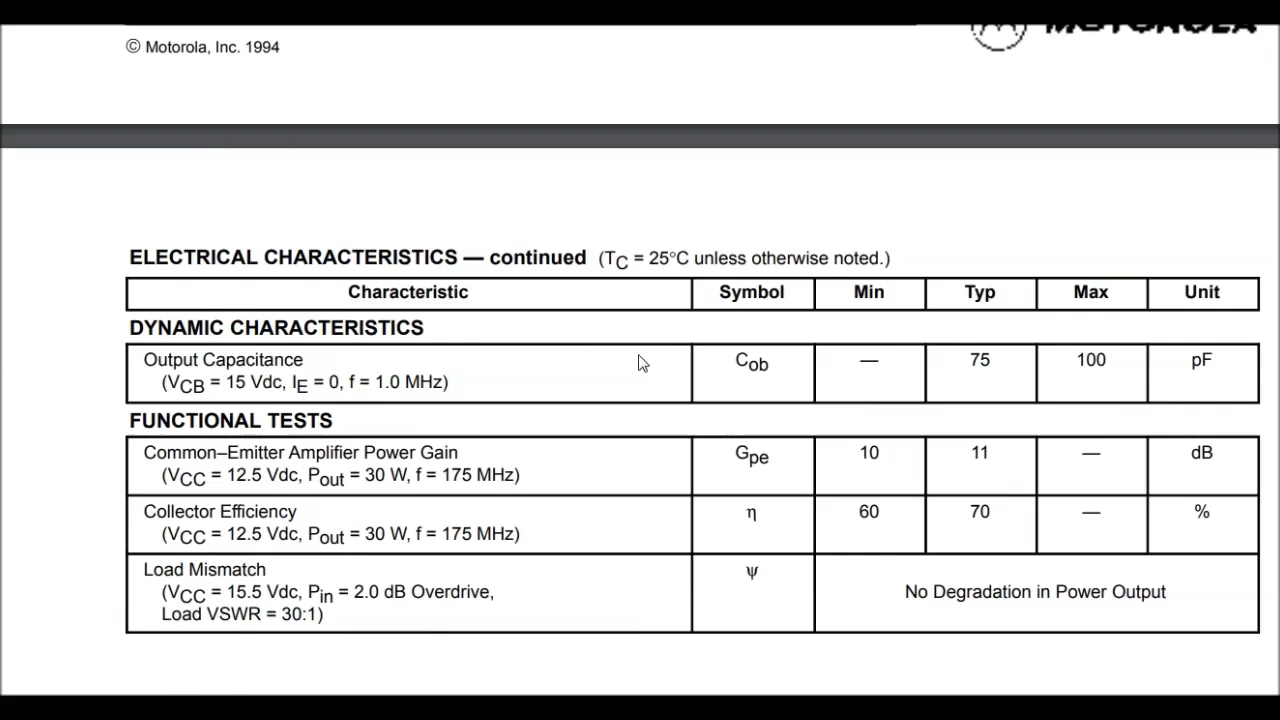 © Motorola, Inc. 1994
MOTOROLA
ELECTRICAL CHARACTERISTICS — continued (TC = 25°C unless otherwise noted.)
Characteristic Symbol Min Typ Max Unit
DYNAMIC CHARACTERISTICS
Output Capacitance Cob — 75 100 pF
(VCB = 15 Vdc, IE = 0, f = 1.0 MHz)
FUNCTIONAL TESTS
Common–Emitter Amplifier Power Gain Gpe 10 11 — dB
(VCC = 12.5 Vdc, Pout = 30 W, f = 175 MHz)
Collector Efficiency η 60 70 — %
(VCC = 12.5 Vdc, Pout = 30 W, f = 175 MHz)
Load Mismatch ψ
(VCC = 15.5 Vdc, Pin = 2.0 dB Overdrive, No Degradation in Power Output
Load VSWR = 30:1)